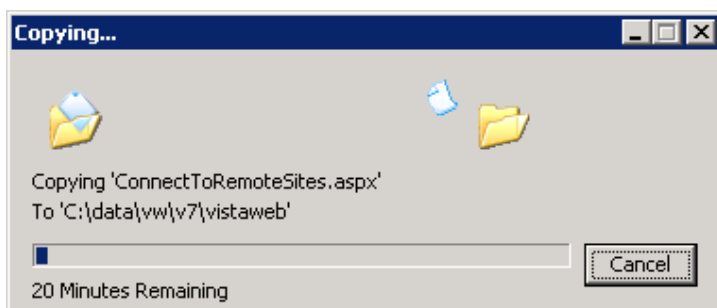 Copying...
Copying 'ConnectToRemoteSites.aspx'
To 'C:\data\vw\v7\vistaweb'
Cancel
20 Minutes Remaining